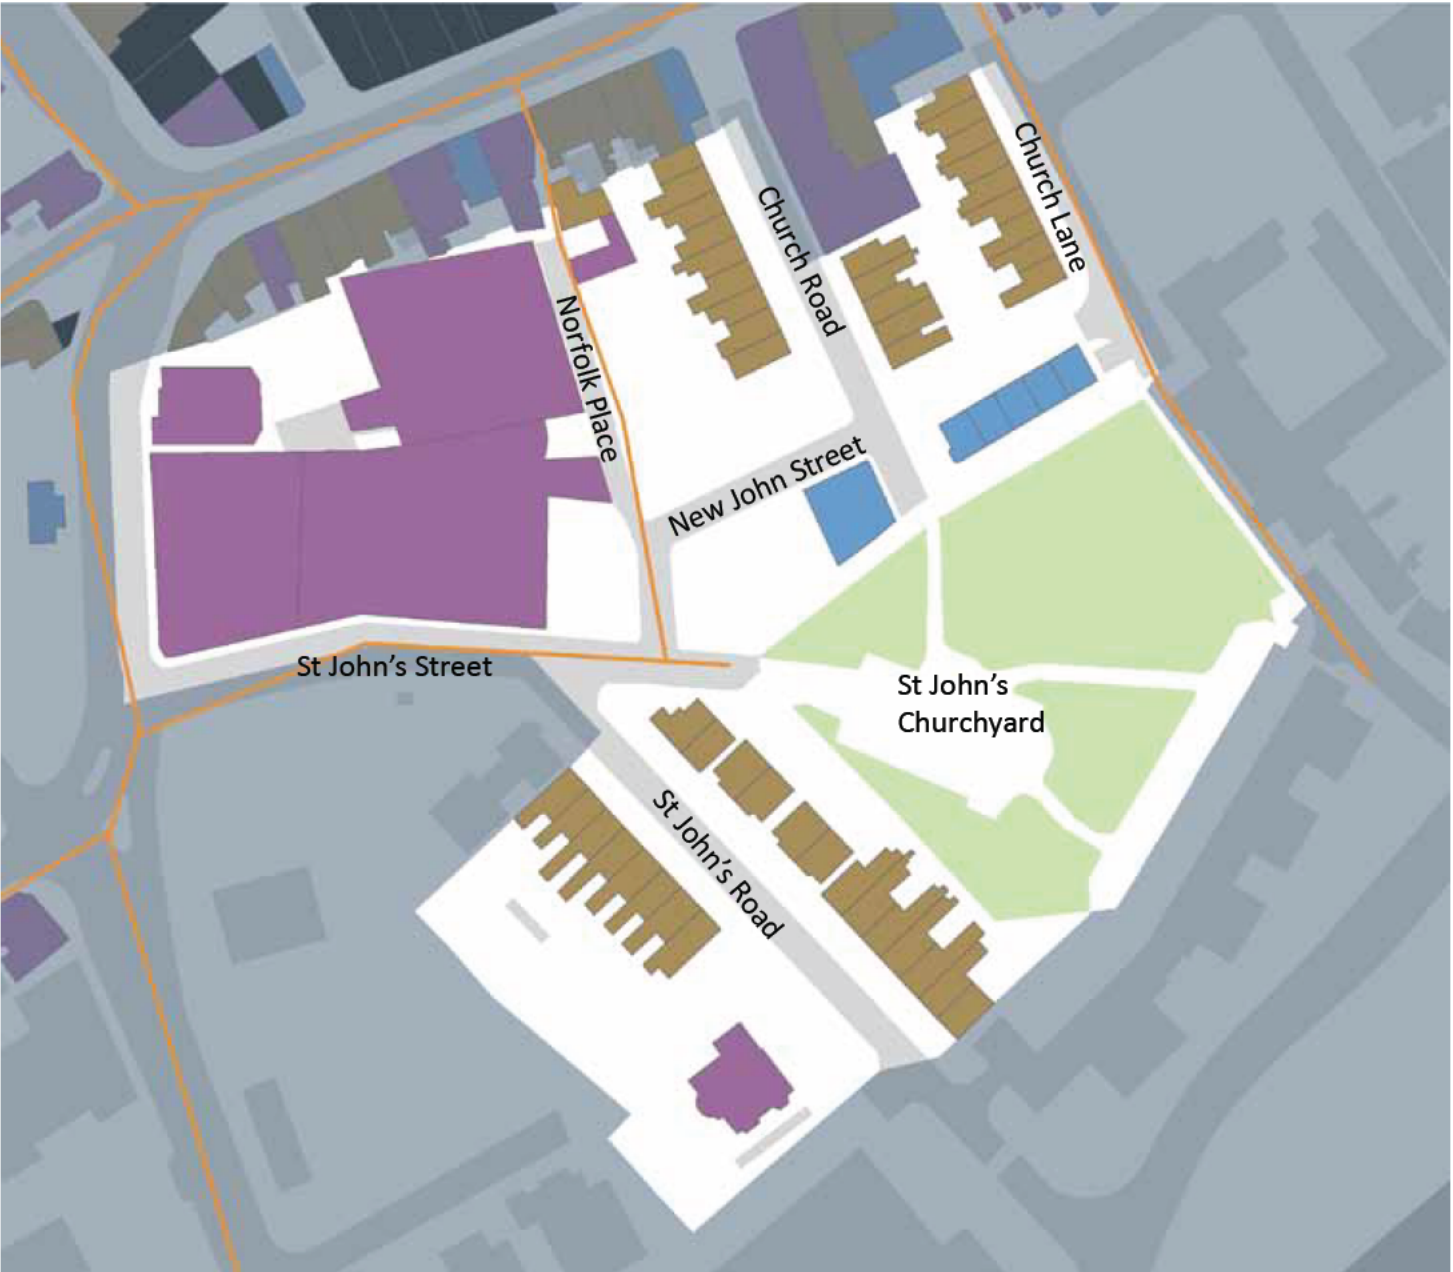 Church Lane
Church Road
Norfolk Place
New John Street
St John's Street
St John's
Churchyard
St John's Road